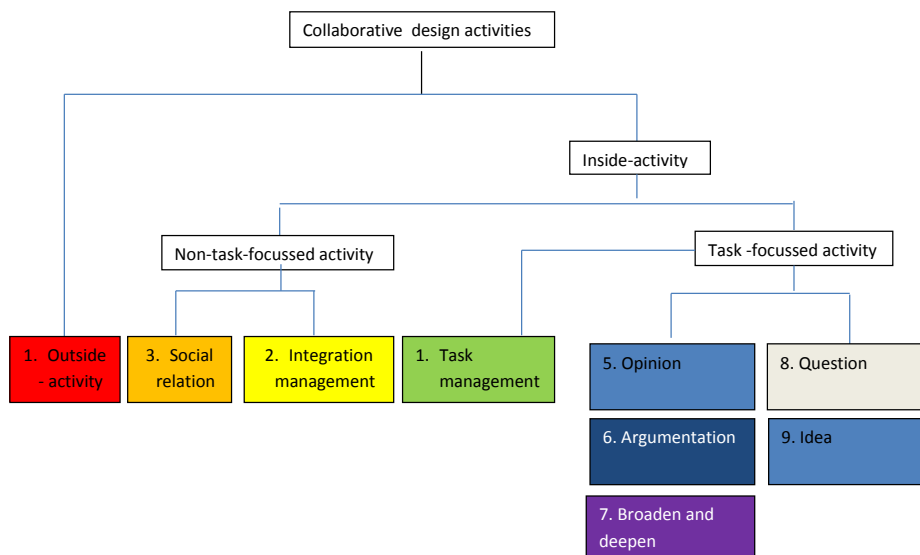 Collaborative design activities
Inside-activity
Non-task-focussed activity
Task -focussed activity
1. Outside
- activity
3. Social
relation
2. Integration
management
1. Task
management
5. Opinion
8. Question
6. Argumentation
9. Idea
7. Broaden and
deepen